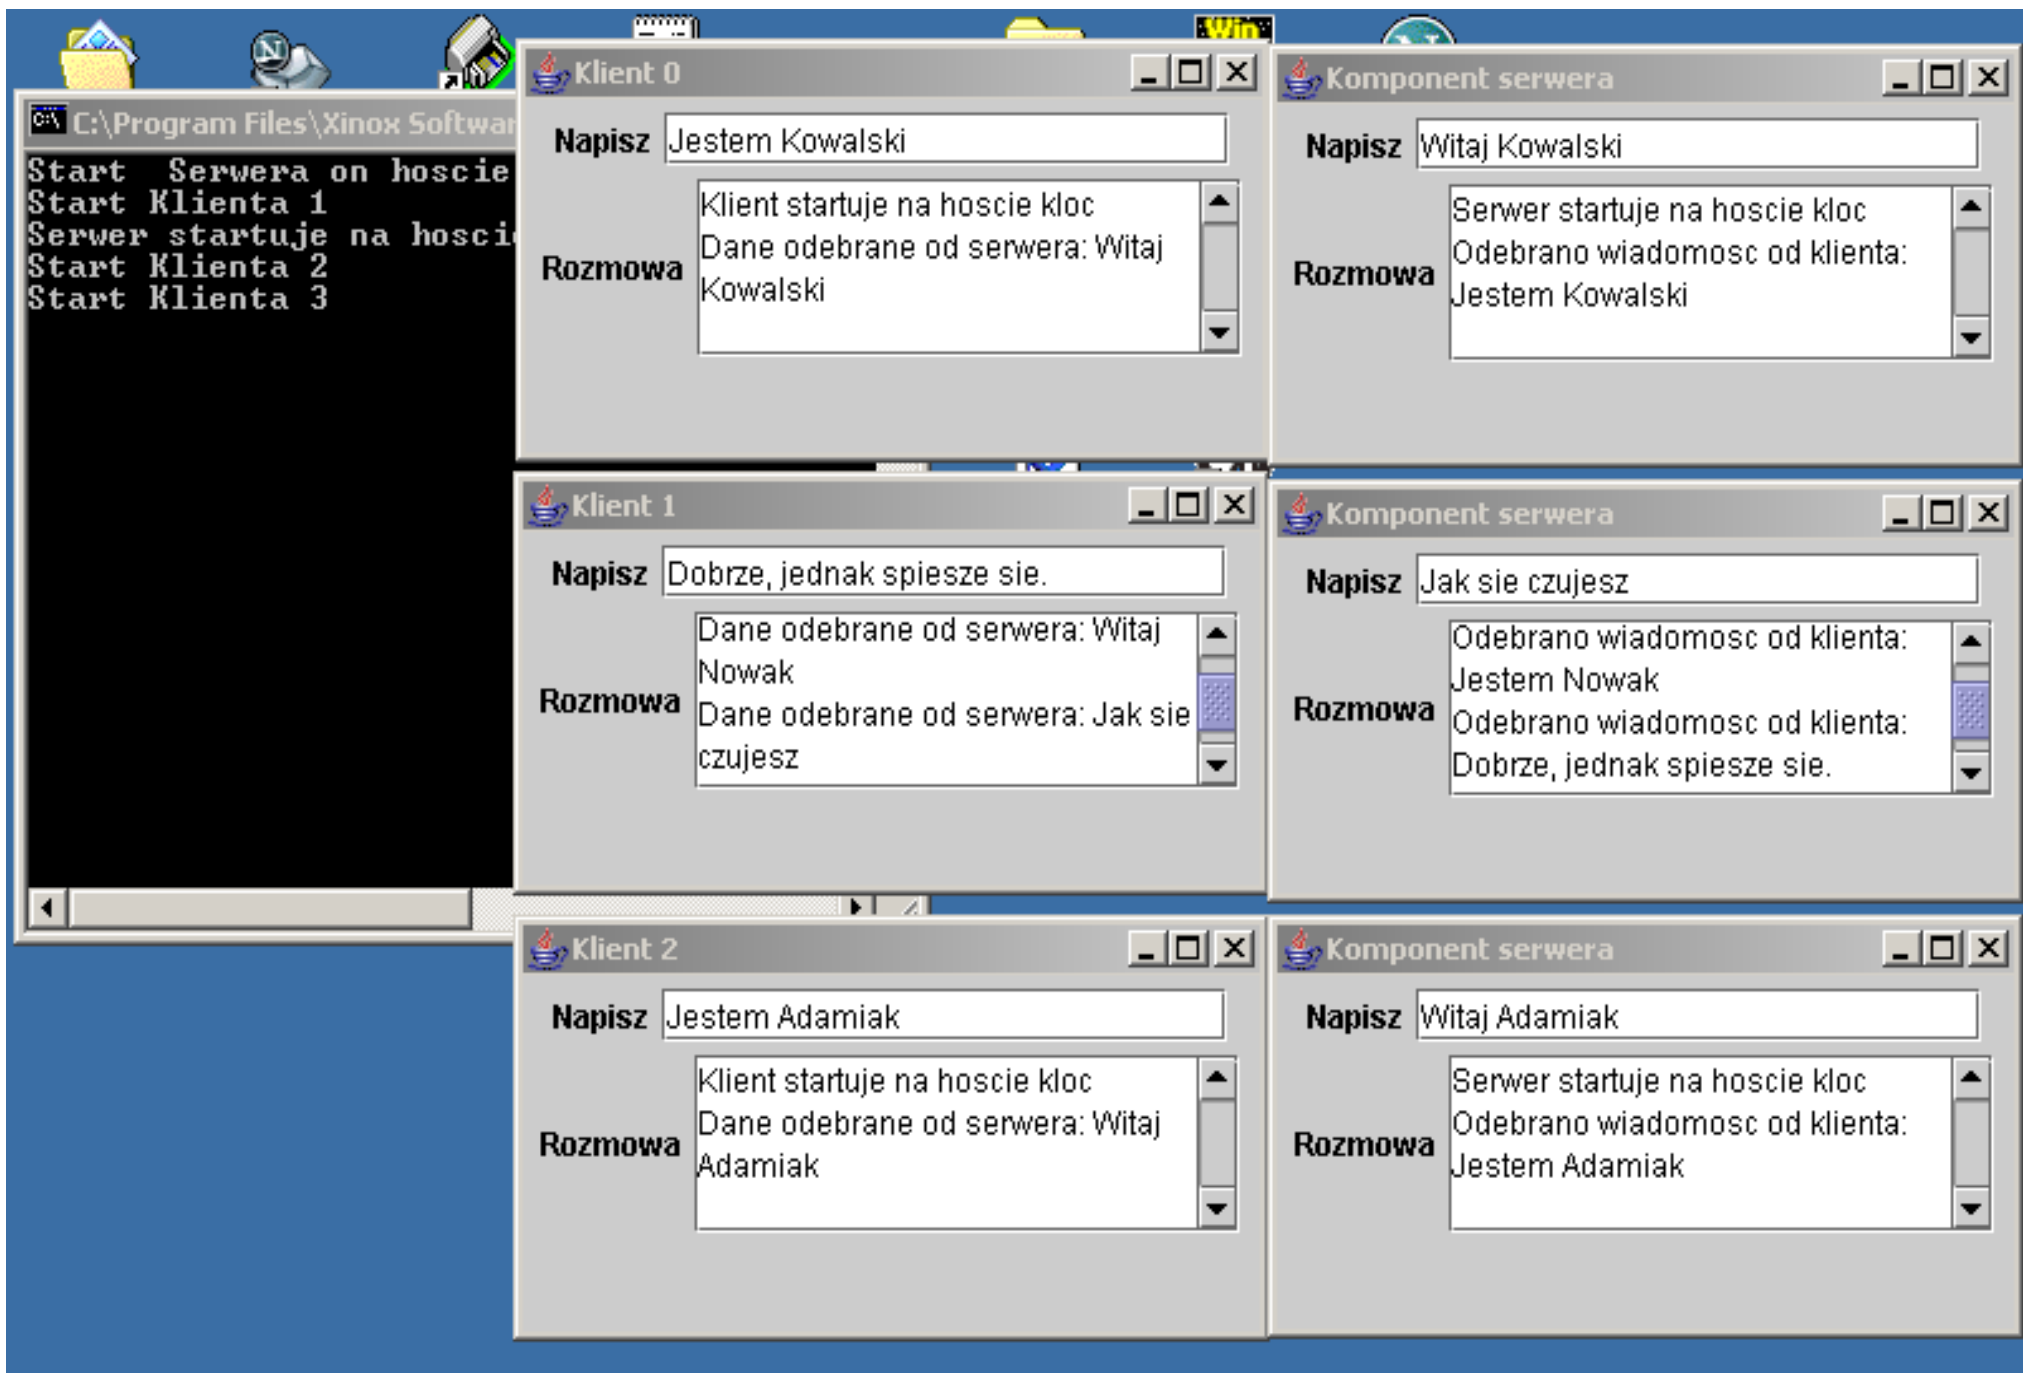 Win
C:\Program Files\Xinox Softwar
Start  Serwera on hoscie
Start Klienta 1
Serwer startuje na hosci
Start Klienta 2
Start Klienta 3
Klient 0
Napisz Jestem Kowalski
Rozmowa
Klient startuje na hoscie kloc
Dane odebrane od serwera: Witaj
Kowalski
Komponent serwera
Napisz Witaj Kowalski
Rozmowa
Serwer startuje na hoscie kloc
Odebrano wiadomosc od klienta:
Jestem Kowalski
Klient 1
Napisz Dobrze, jednak spiesze sie.
Rozmowa
Dane odebrane od serwera: Witaj
Nowak
Dane odebrane od serwera: Jak sie
czujesz
Komponent serwera
Napisz Jak sie czujesz
Rozmowa
Odebrano wiadomosc od klienta:
Jestem Nowak
Odebrano wiadomosc od klienta:
Dobrze, jednak spiesze sie.
Klient 2
Napisz Jestem Adamiak
Rozmowa
Klient startuje na hoscie kloc
Dane odebrane od serwera: Witaj
Adamiak
Komponent serwera
Napisz Witaj Adamiak
Rozmowa
Serwer startuje na hoscie kloc
Odebrano wiadomosc od klienta:
Jestem Adamiak